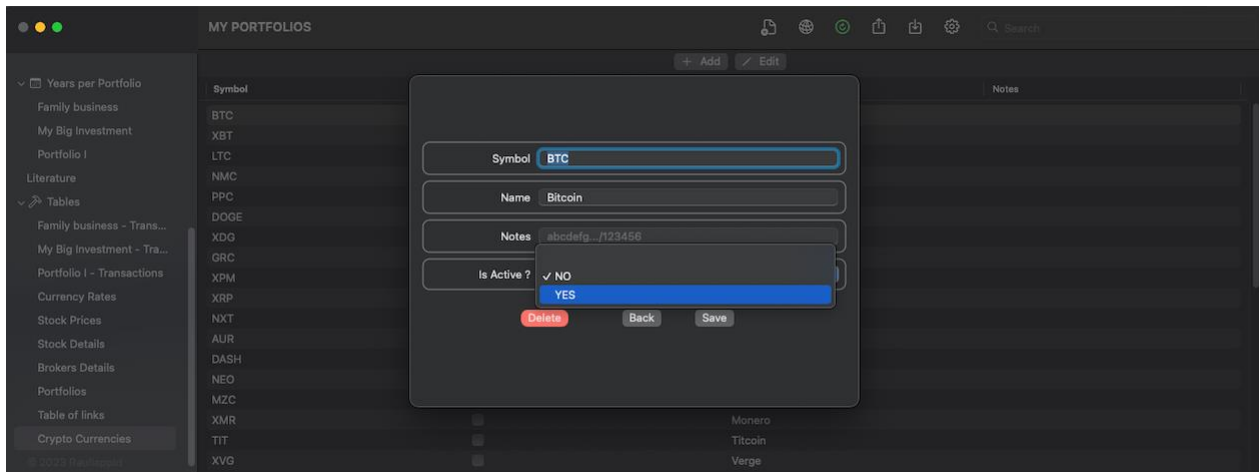 MY PORTFOLIOS
Search
+ Add
Edit
Years per Portfolio
Family business
My Big Investment
Portfolio I
Literature
Tables
Family business - Trans...
My Big Investment - Tra...
Portfolio I - Transactions
Currency Rates
Stock Prices
Stock Details
Brokers Details
Portfolios
Table of links
Crypto Currencies
Symbol
Notes
BTC
XBT
LTC
NMC
PPC
DOGE
XDG
GRC
XPM
XRP
NXT
AUR
DASH
NEO
MZC
XMR
Monero
TIT
Titcoin
XVG
Verge
Symbol BTC
Name Bitcoin
Notes abcdefg.../123456
Is Active ? ✓ NO
YES
Delete
Back
Save